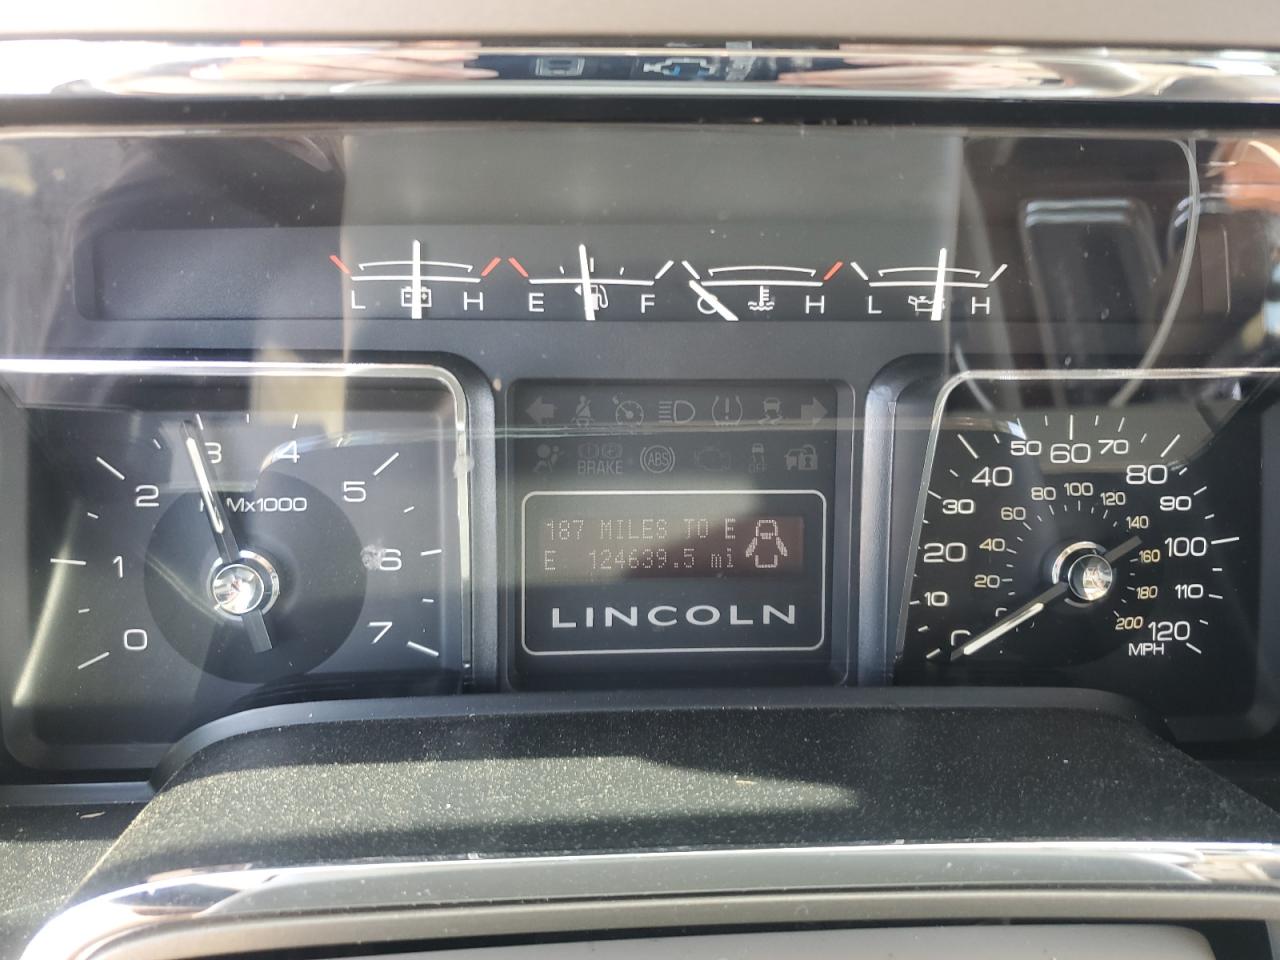 L H E F C H L H
0 1 2 3 4 5 6 7
RPMx1000
BRAKE
ABS
OFF
187 MILES TO E
E 124639.5 mi
LINCOLN
0 10 20 30 40 50 60 70 80 90 100 110 120
MPH
20 40 60 80 100 120 140 160 180 200